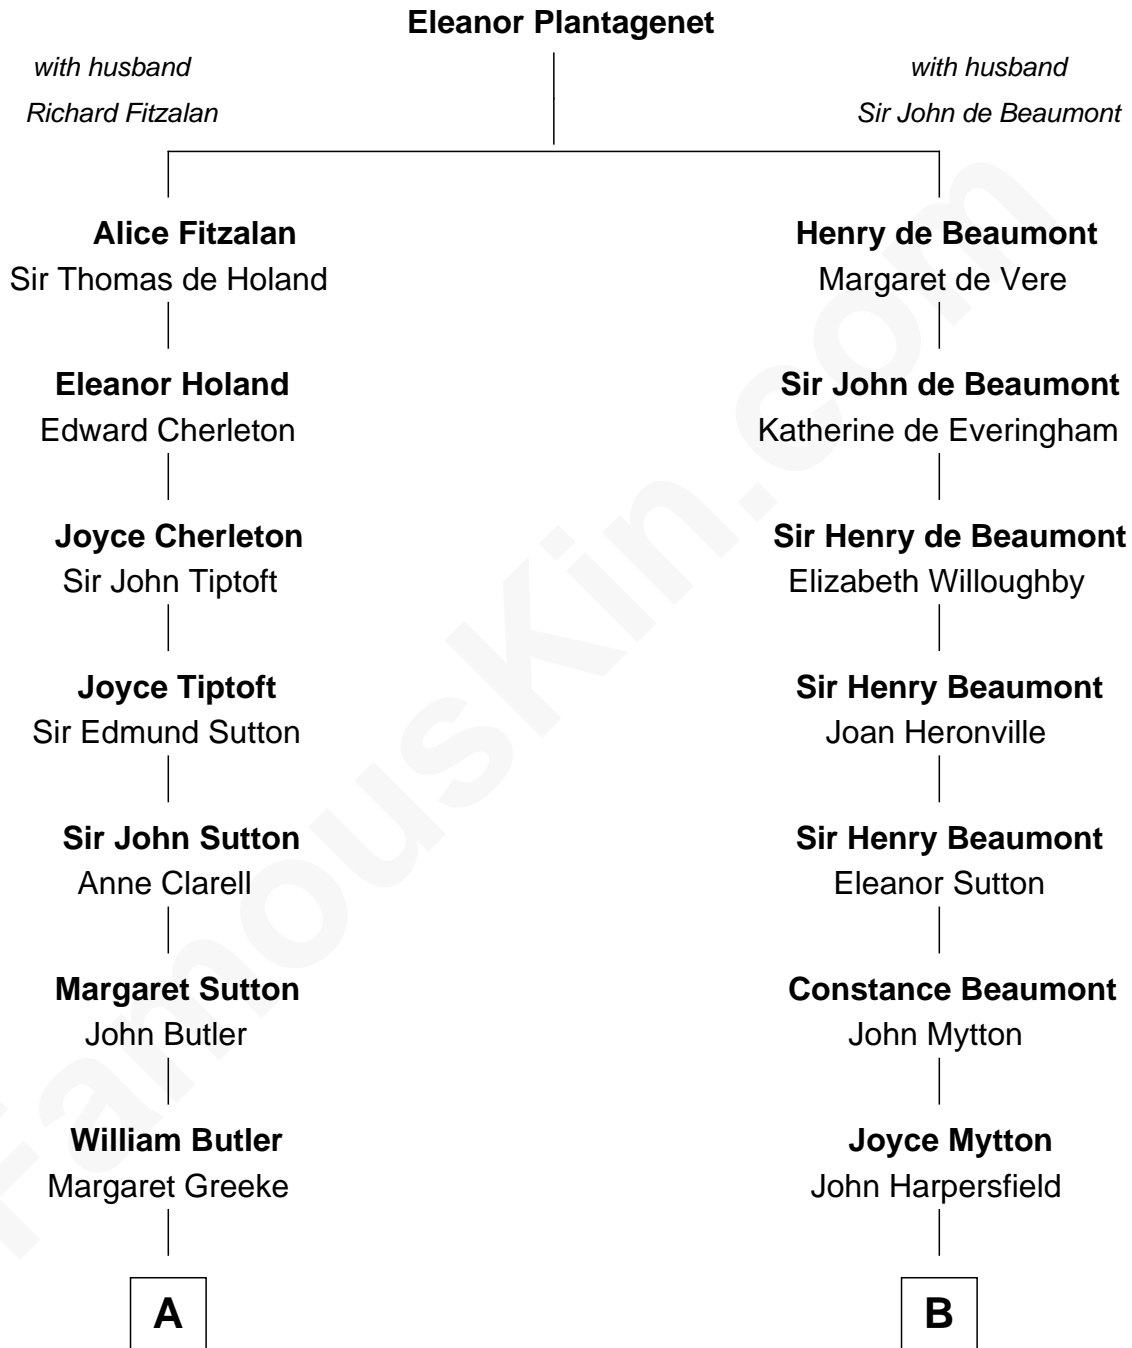 Eleanor Plantagenet
with husband
Richard Fitzalan
with husband
Sir John de Beaumont
Alice Fitzalan
Sir Thomas de Holand
Henry de Beaumont
Margaret de Vere
Eleanor Holand
Edward Cherleton
Sir John de Beaumont
Katherine de Everingham
Joyce Cherleton
Sir John Tiptoft
Sir Henry de Beaumont
Elizabeth Willoughby
Joyce Tiptoft
Sir Edmund Sutton
Sir Henry Beaumont
Joan Heronville
Sir John Sutton
Anne Clarell
Sir Henry Beaumont
Eleanor Sutton
Margaret Sutton
John Butler
Constance Beaumont
John Mytton
William Butler
Margaret Greeke
Joyce Mytton
John Harpersfield
A
B
FamousKin.com